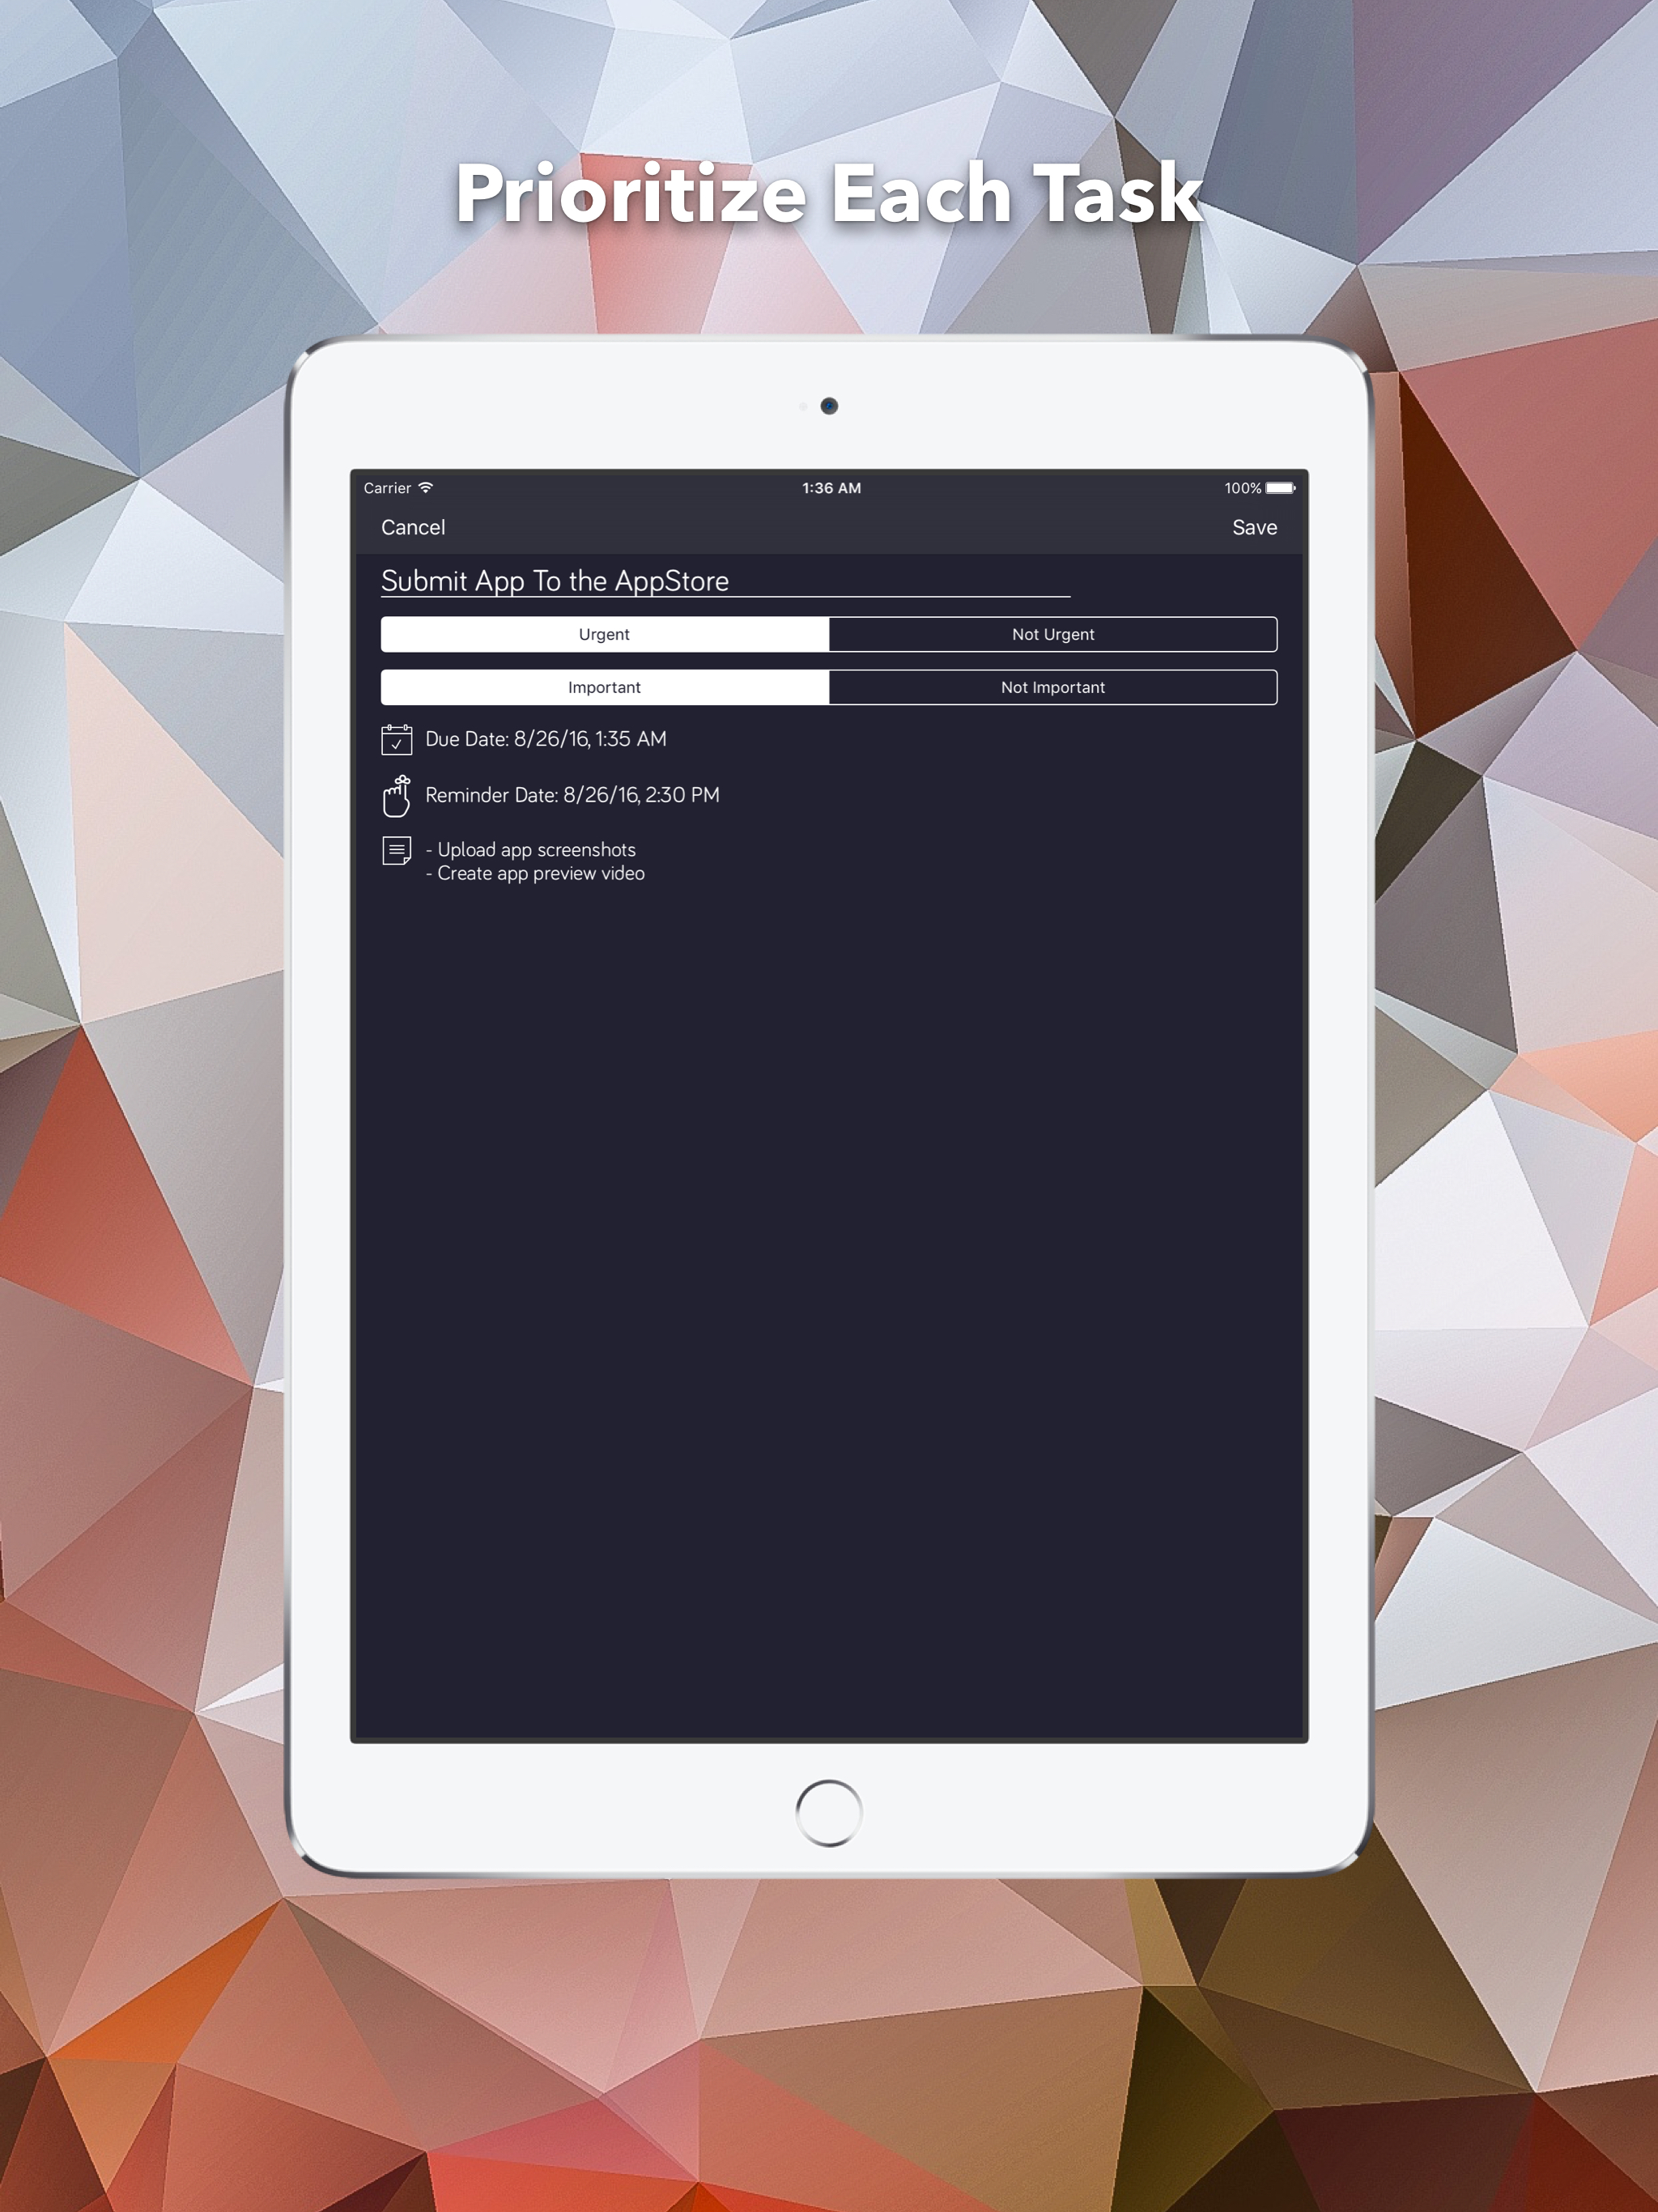 Prioritize Each Task
Carrier 1:36 AM 100%
Cancel Save
Submit App To the AppStore
Urgent Not Urgent
Important Not Important
Due Date: 8/26/16, 1:35 AM
Reminder Date: 8/26/16, 2:30 PM
- Upload app screenshots
- Create app preview video